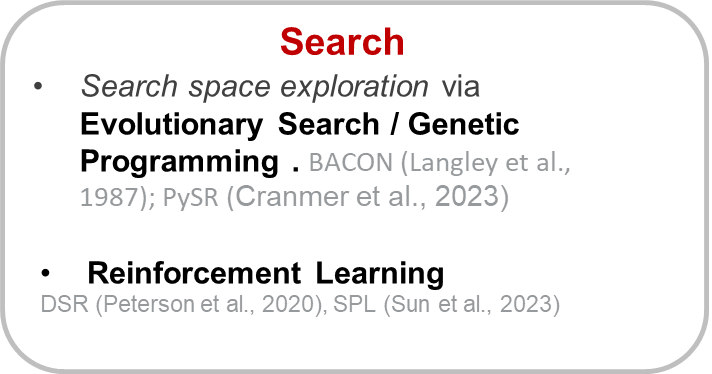 Search
• Search space exploration via
Evolutionary Search / Genetic
Programming . BACON (Langley et al.,
1987); PySR (Cranmer et al., 2023)
• Reinforcement Learning
DSR (Peterson et al., 2020), SPL (Sun et al., 2023)